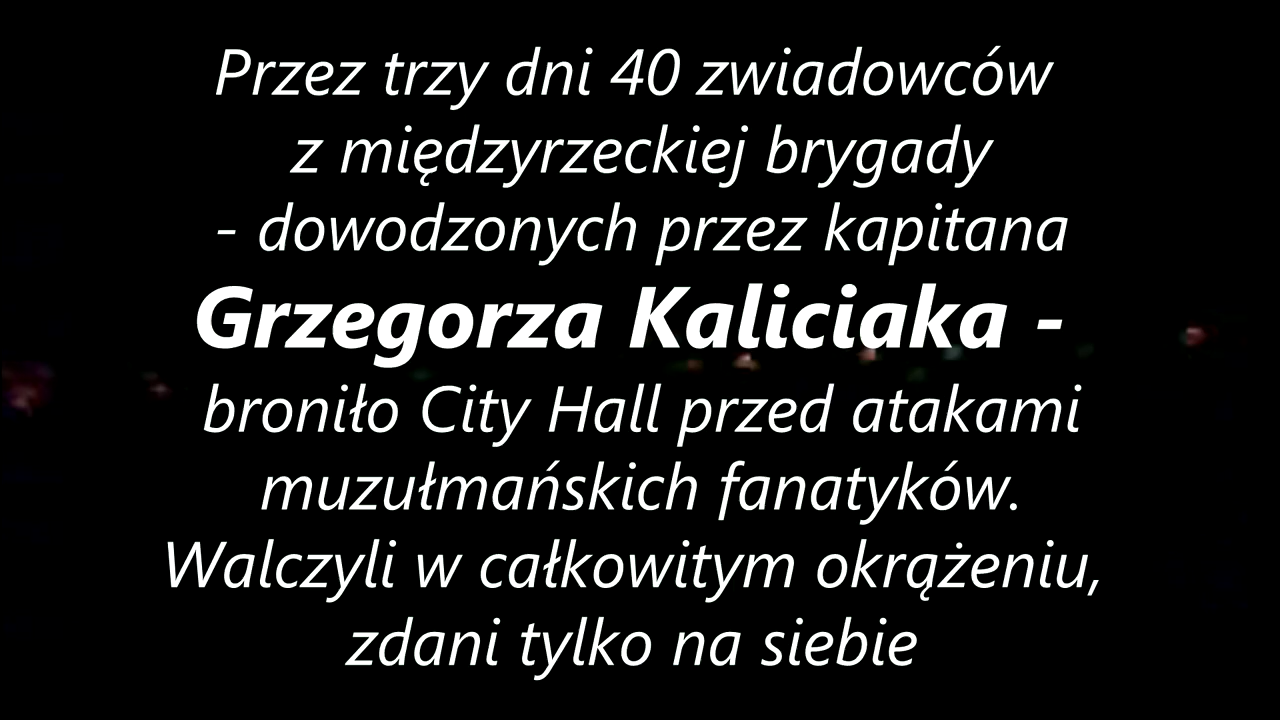 Przez trzy dni 40 zwiadowców
z międzyrzeckiej brygady
- dowodzonych przez kapitana
Grzegorza Kaliciaka -
broniło City Hall przed atakami
muzułmańskich fanatyków.
Walczyli w całkowitym okrążeniu,
zdani tylko na siebie